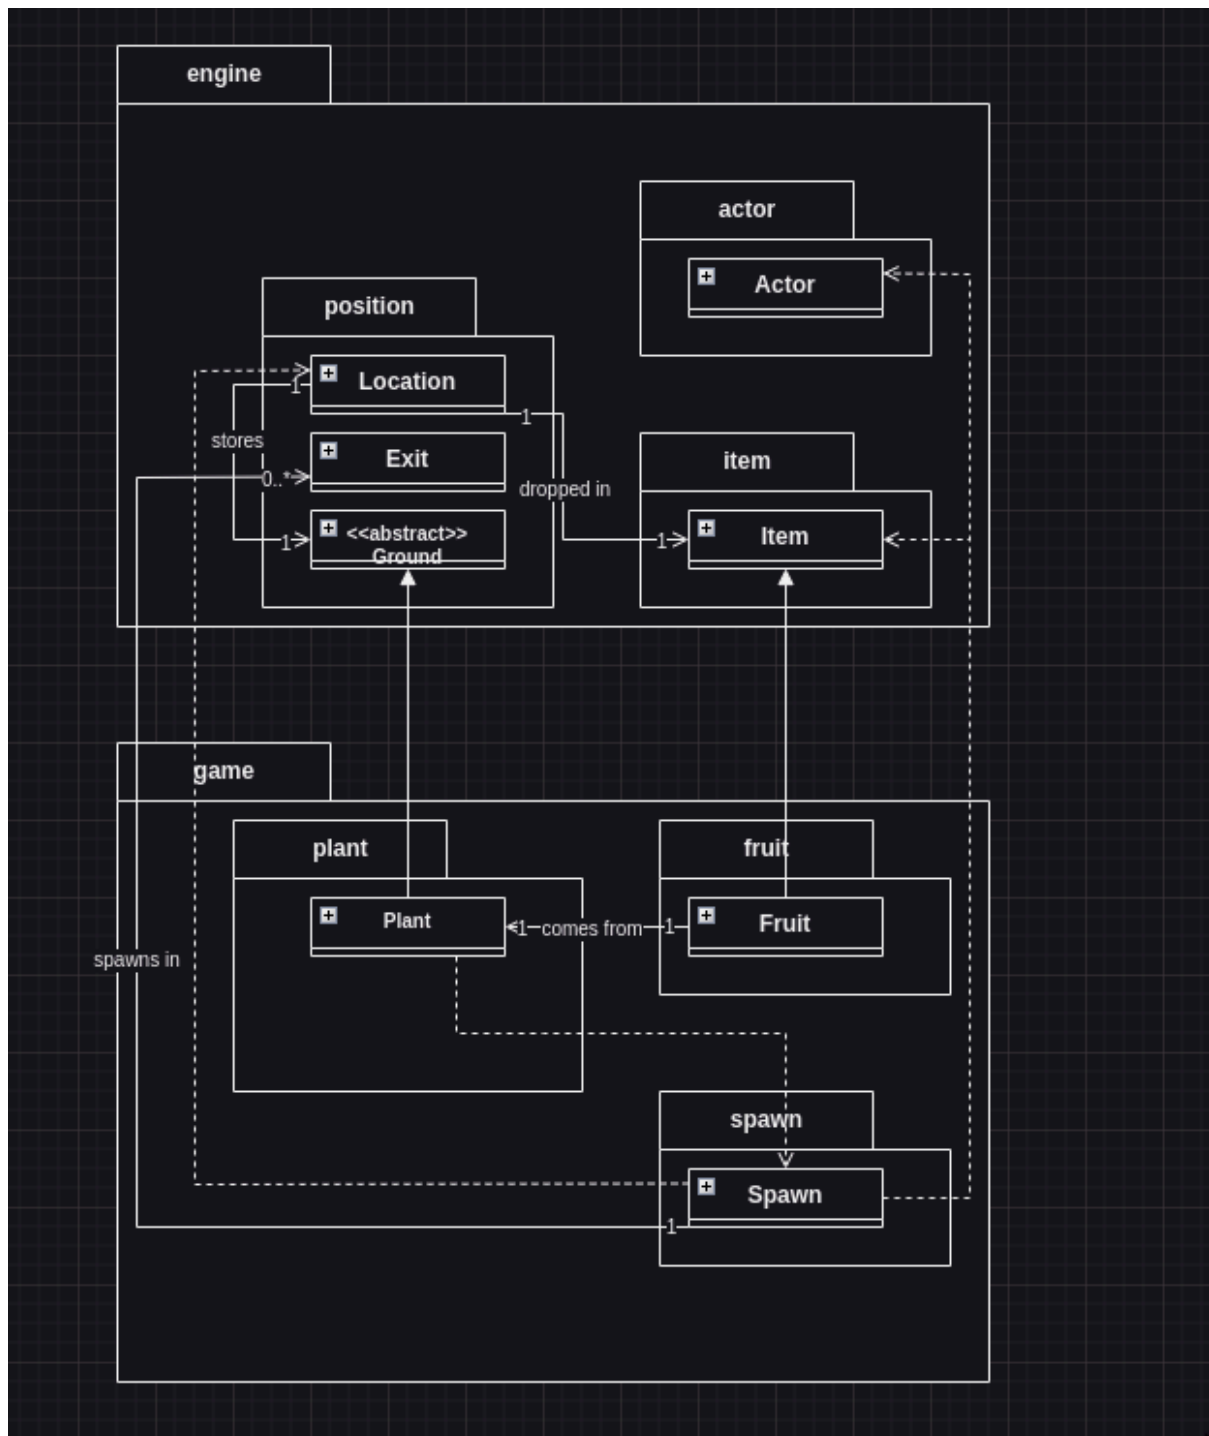 engine
actor
Actor
position
Location
1
1
stores
item
Exit
0..*
dropped in
<<abstract>>
Ground
1
1
Item
game
plant
fruit
Plant
1
comes from
1
Fruit
spawns in
spawn
Spawn
1